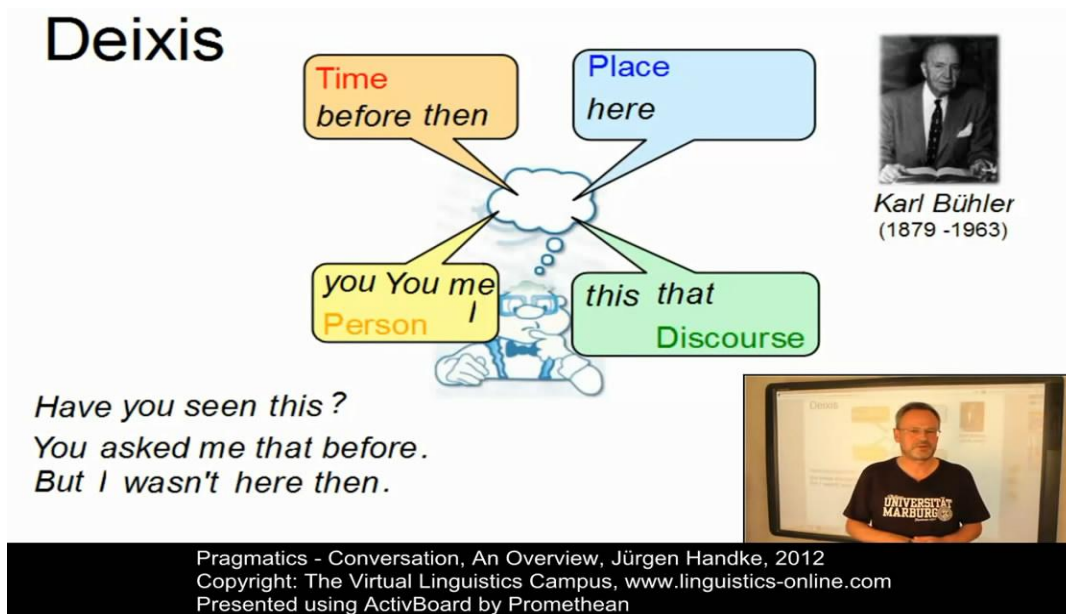 Deixis
Time
before then
Place
here
Karl Bühler
(1879 -1963)
you You me
I
Person
this that
Discourse
Have you seen this?
You asked me that before.
But I wasn't here then.
Deixis
UNIVERSITÄT
MARBURG
Pragmatics - Conversation, An Overview, Jürgen Handke, 2012
Copyright: The Virtual Linguistics Campus, www.linguistics-online.com
Presented using ActivBoard by Promethean